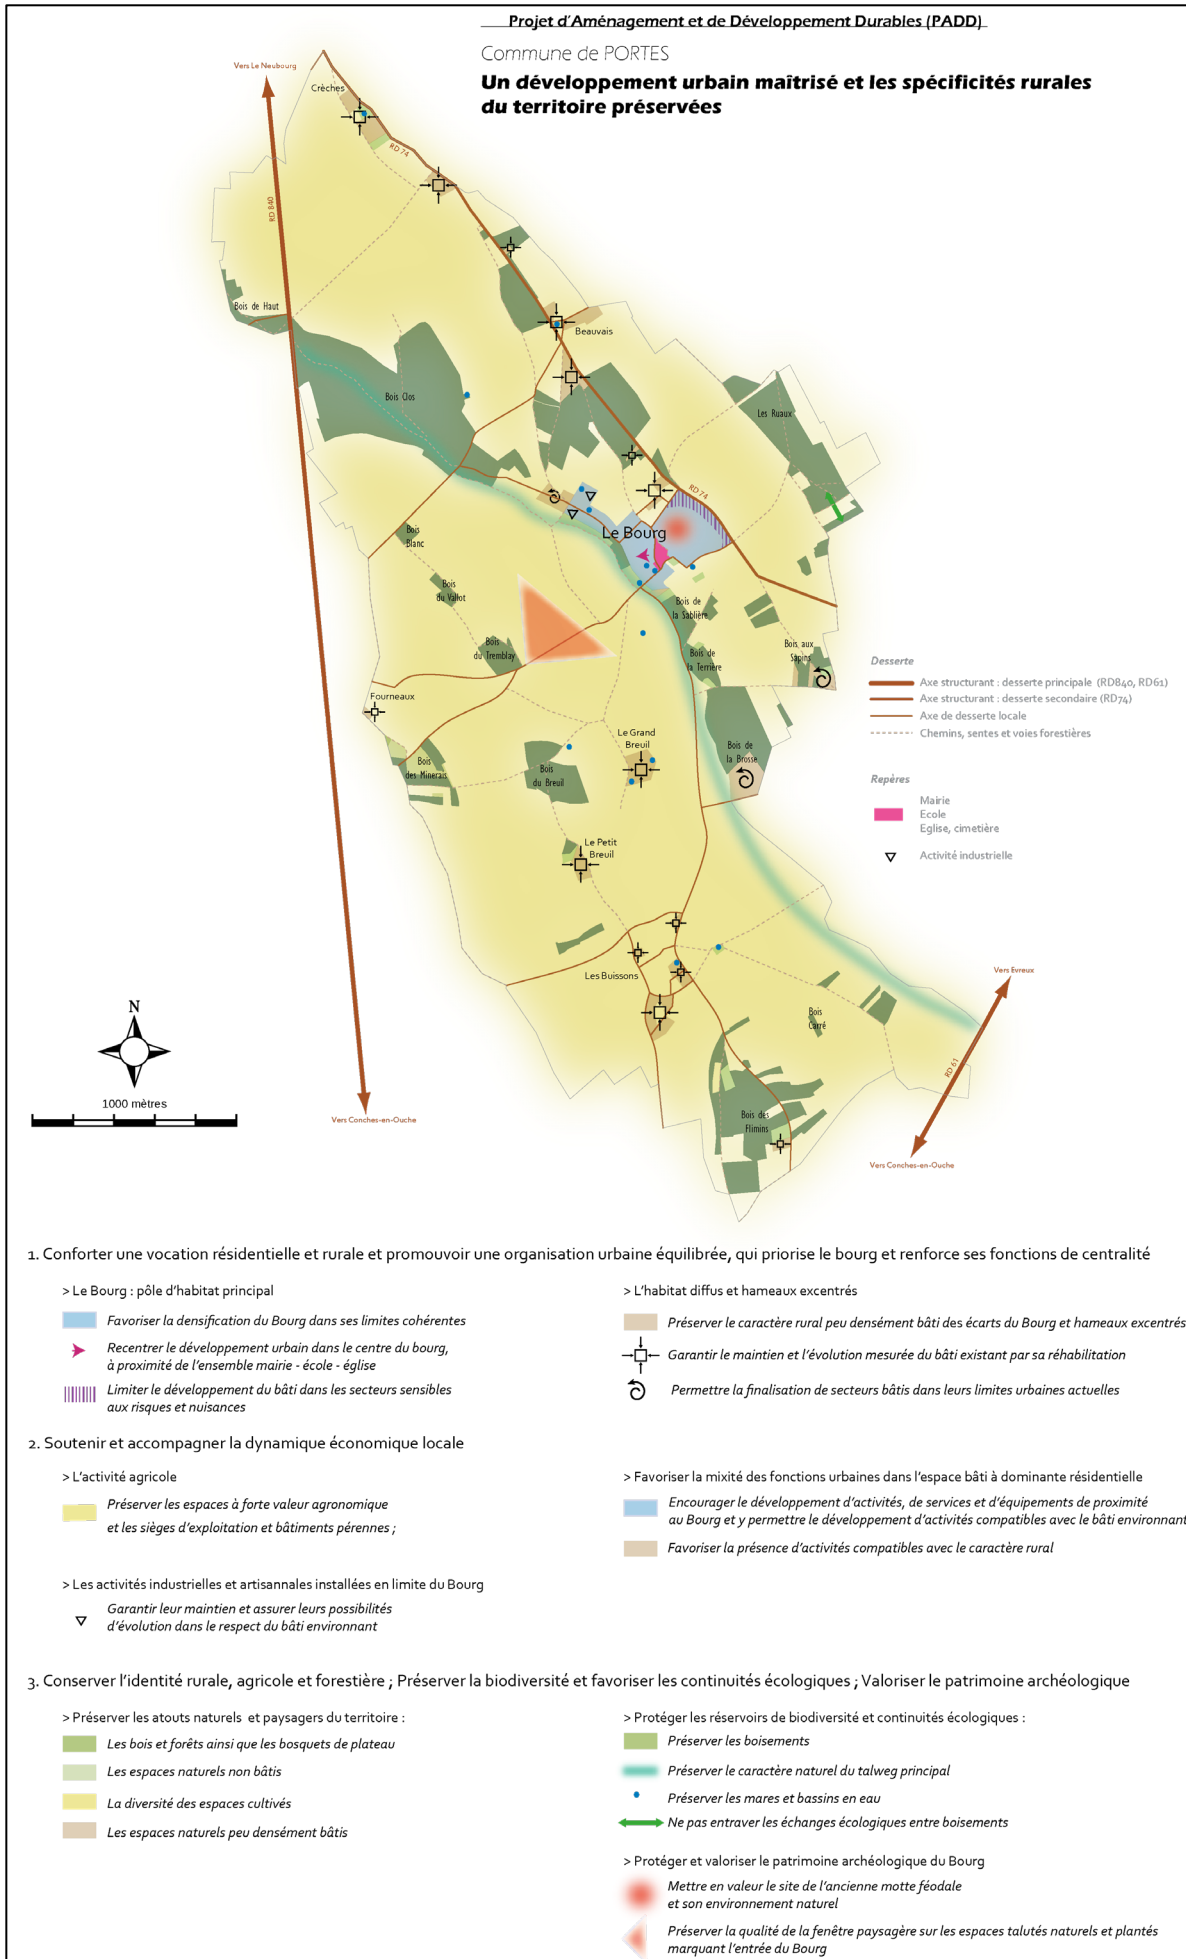 Projet d'Aménagement et de Développement Durables (PADD)
Commune de PORTES
Un développement urbain maîtrisé et les spécificités rurales
du territoire préservées
Vers Le Neubourg
Crèches
RD 74
RD 840
Bois de Haut
Beauvais
Bois Clos
Les Ruaux
RD 74
Le Bourg
Bois
Blanc
Bois
du Vallot
Bois de
la Sablière
Bois
du Tremblay
Bois de
la Terrière
Bois aux
Sapins
Fourneaux
Le Grand
Breuil
Bois de
la Brosse
Bois
des Minerais
Bois
du Breuil
Le Petit
Breuil
Les Buissons
Bois
Carré
Bois des
Flimins
Vers Evreux
RD 61
Vers Conches-en-Ouche
Vers Conches-en-Ouche
N
1000 mètres
Desserte
Axe structurant : desserte principale (RD840, RD61)
Axe structurant : desserte secondaire (RD74)
Axe de desserte locale
Chemins, sentes et voies forestières
Repères
Mairie
Ecole
Eglise, cimetière
Activité industrielle
1. Conforter une vocation résidentielle et rurale et promouvoir une organisation urbaine équilibrée, qui priorise le bourg et renforce ses fonctions de centralité
> Le Bourg : pôle d'habitat principal
Favoriser la densification du Bourg dans ses limites cohérentes
Recentrer le développement urbain dans le centre du bourg,
à proximité de l'ensemble mairie - école - église
Limiter le développement du bâti dans les secteurs sensibles
aux risques et nuisances
> L'habitat diffus et hameaux excentrés
Préserver le caractère rural peu densément bâti des écarts du Bourg et hameaux excentrés
Garantir le maintien et l'évolution mesurée du bâti existant par sa réhabilitation
Permettre la finalisation de secteurs bâtis dans leurs limites urbaines actuelles
2. Soutenir et accompagner la dynamique économique locale
> L'activité agricole
Préserver les espaces à forte valeur agronomique
et les sièges d'exploitation et bâtiments pérennes ;
> Les activités industrielles et artisannales installées en limite du Bourg
Garantir leur maintien et assurer leurs possibilités
d'évolution dans le respect du bâti environnant
> Favoriser la mixité des fonctions urbaines dans l'espace bâti à dominante résidentielle
Encourager le développement d'activités, de services et d'équipements de proximité
au Bourg et y permettre le développement d'activités compatibles avec le bâti environnant
Favoriser la présence d'activités compatibles avec le caractère rural
3. Conserver l'identité rurale, agricole et forestière ; Préserver la biodiversité et favoriser les continuités écologiques ; Valoriser le patrimoine archéologique
> Préserver les atouts naturels et paysagers du territoire :
Les bois et forêts ainsi que les bosquets de plateau
Les espaces naturels non bâtis
La diversité des espaces cultivés
Les espaces naturels peu densément bâtis
> Protéger les réservoirs de biodiversité et continuités écologiques :
Préserver les boisements
Préserver le caractère naturel du talweg principal
Préserver les mares et bassins en eau
Ne pas entraver les échanges écologiques entre boisements
> Protéger et valoriser le patrimoine archéologique du Bourg
Mettre en valeur le site de l'ancienne motte féodale
et son environnement naturel
Préserver la qualité de la fenêtre paysagère sur les espaces talutés naturels et plantés
marquant l'entrée du Bourg